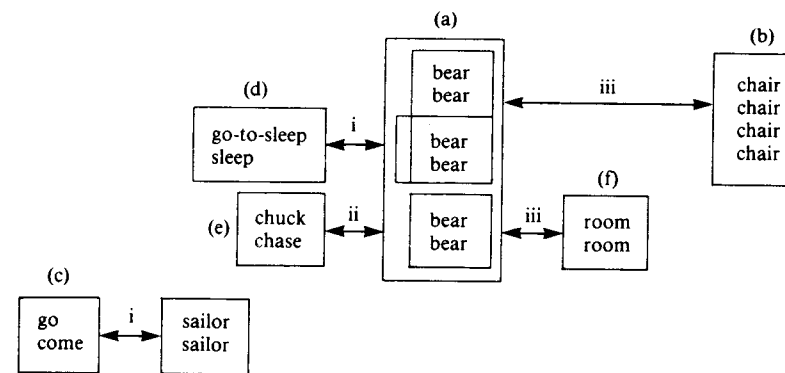 (a)
(b)
bear
bear
iii
chair
chair
chair
chair
(d)
go-to-sleep
sleep
i
bear
bear
(e)
chuck
chase
ii
bear
bear
iii
(f)
room
room
(c)
go
come
i
sailor
sailor